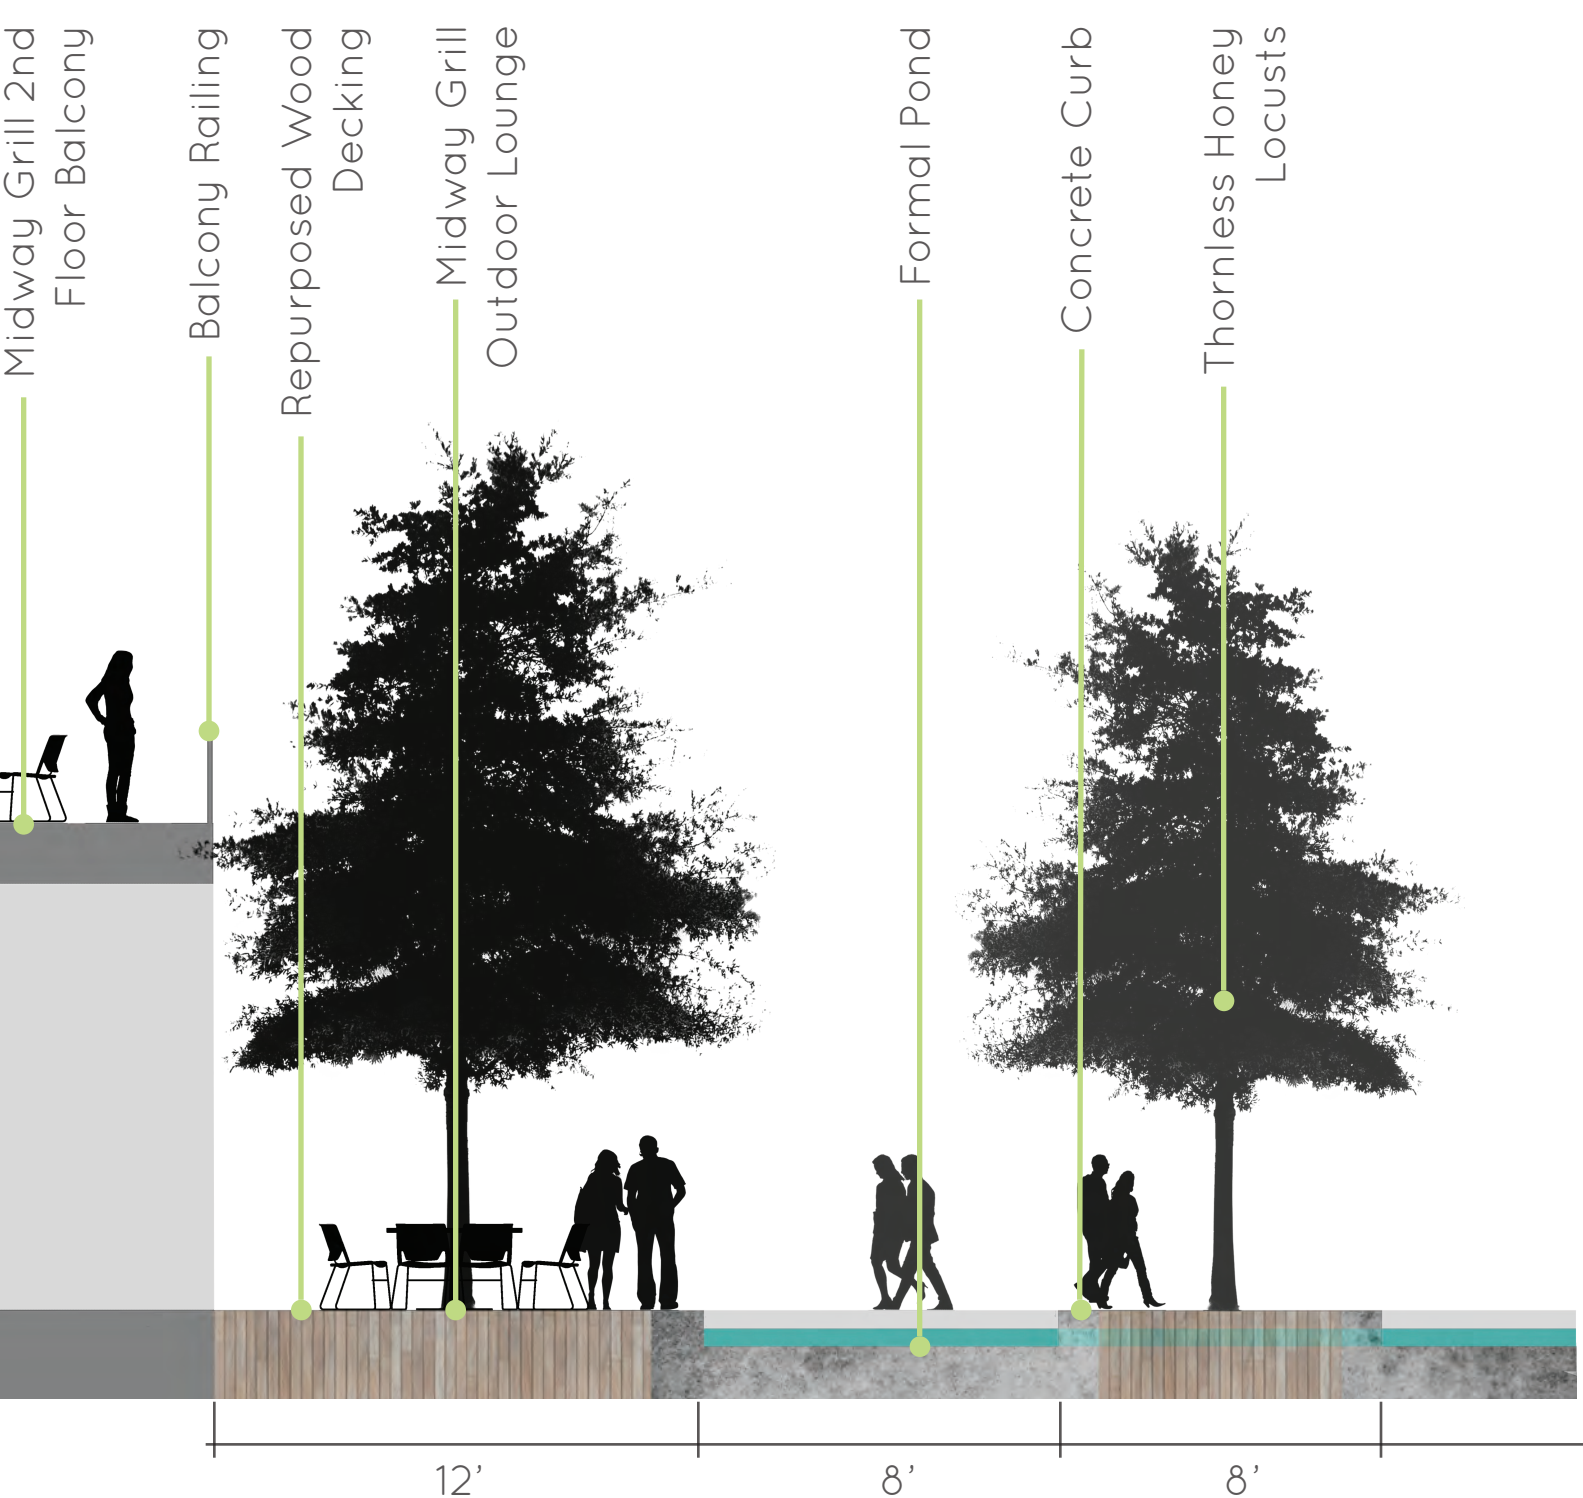 Midway Grill 2nd
Floor Balcony
Balcony Railing
Repurposed Wood
Decking
Midway Grill
Outdoor Lounge
Formal Pond
Concrete Curb
Thornless Honey
Locusts
12’
8’
8’